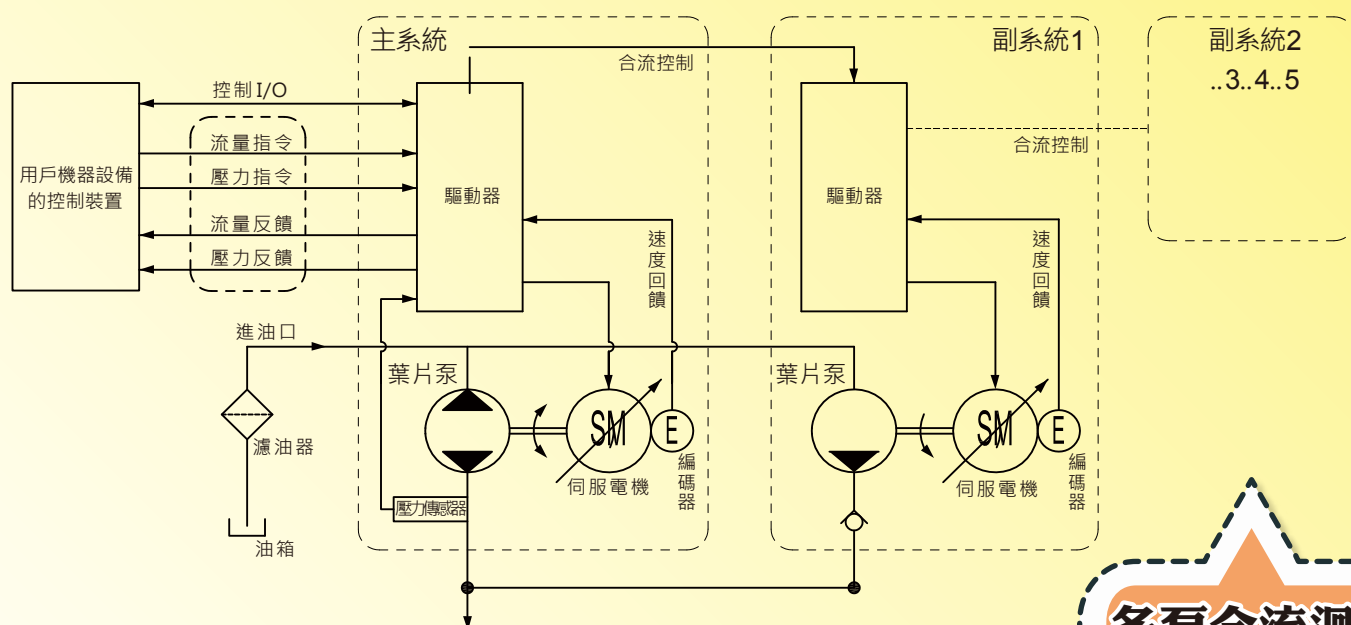 主系統
副系統1
副系統2
..3..4..5
合流控制
控制I/O
流量指令
壓力指令
流量反饋
壓力反饋
用戶機器設備
的控制裝置
驅動器
驅動器
合流控制
速度回饋
速度回饋
進油口
葉片泵
葉片泵
SM
E
SM
E
濾油器
伺服電機
編碼器
伺服電機
編碼器
壓力傳感器
油箱
多泵合流測